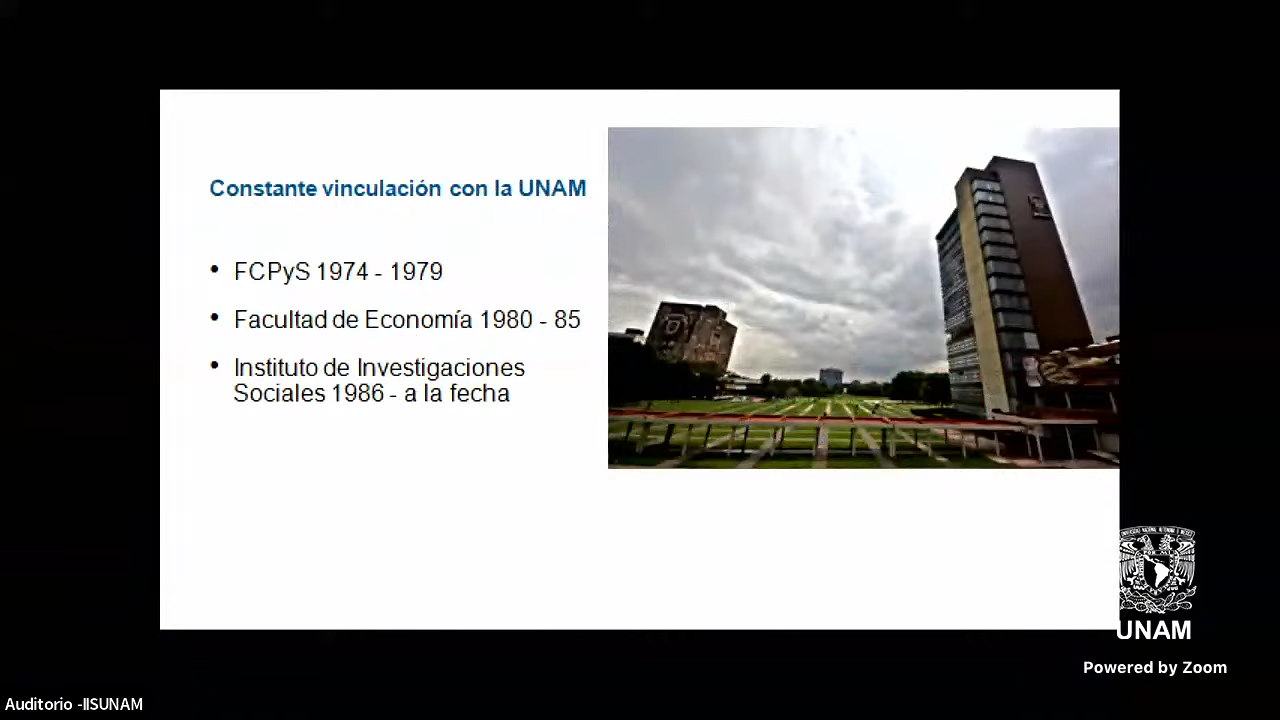 Constante vinculación con la UNAM
• FCPyS 1974 - 1979
• Facultad de Economía 1980 - 85
• Instituto de Investigaciones
Sociales 1986 - a la fecha
UNAM
Powered by Zoom
Auditorio -IISUNAM